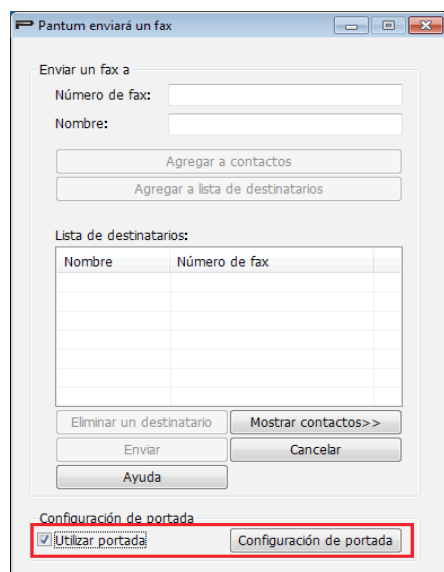 Pantum enviará un fax
Enviar un fax a
Número de fax:
Nombre:
Agregar a contactos
Agregar a lista de destinatarios
Lista de destinatarios:
Nombre Número de fax
Eliminar un destinatario Mostrar contactos>>
Enviar Cancelar
Ayuda
Configuración de portada
Utilizar portada Configuración de portada